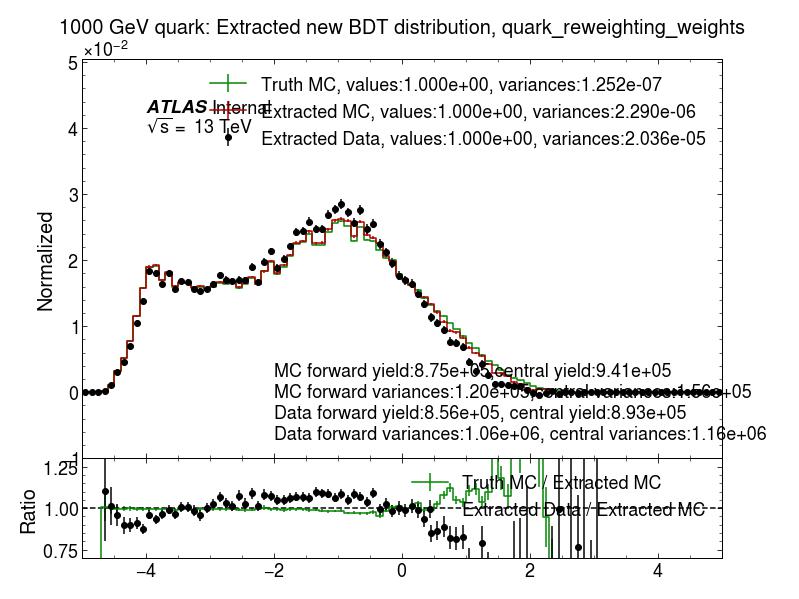 1000 GeV quark: Extracted new BDT distribution, quark_reweighting_weights
×10⁻²
Truth MC, values:1.000e+00, variances:1.252e-07
ATLAS Internal
Extracted MC, values:1.000e+00, variances:2.290e-06
√s = 13 TeV
Extracted Data, values:1.000e+00, variances:2.036e-05
5
4
3
2
1
0
Normalized
MC forward yield:8.75e+05, central yield:9.41e+05
MC forward variances:1.20e+05, central variances:1.56e+05
Data forward yield:8.56e+05, central yield:8.93e+05
Data forward variances:1.06e+06, central variances:1.16e+06
1.25
1.00
0.75
Ratio
Truth MC / Extracted MC
Extracted Data / Extracted MC
−4 −2 0 2 4